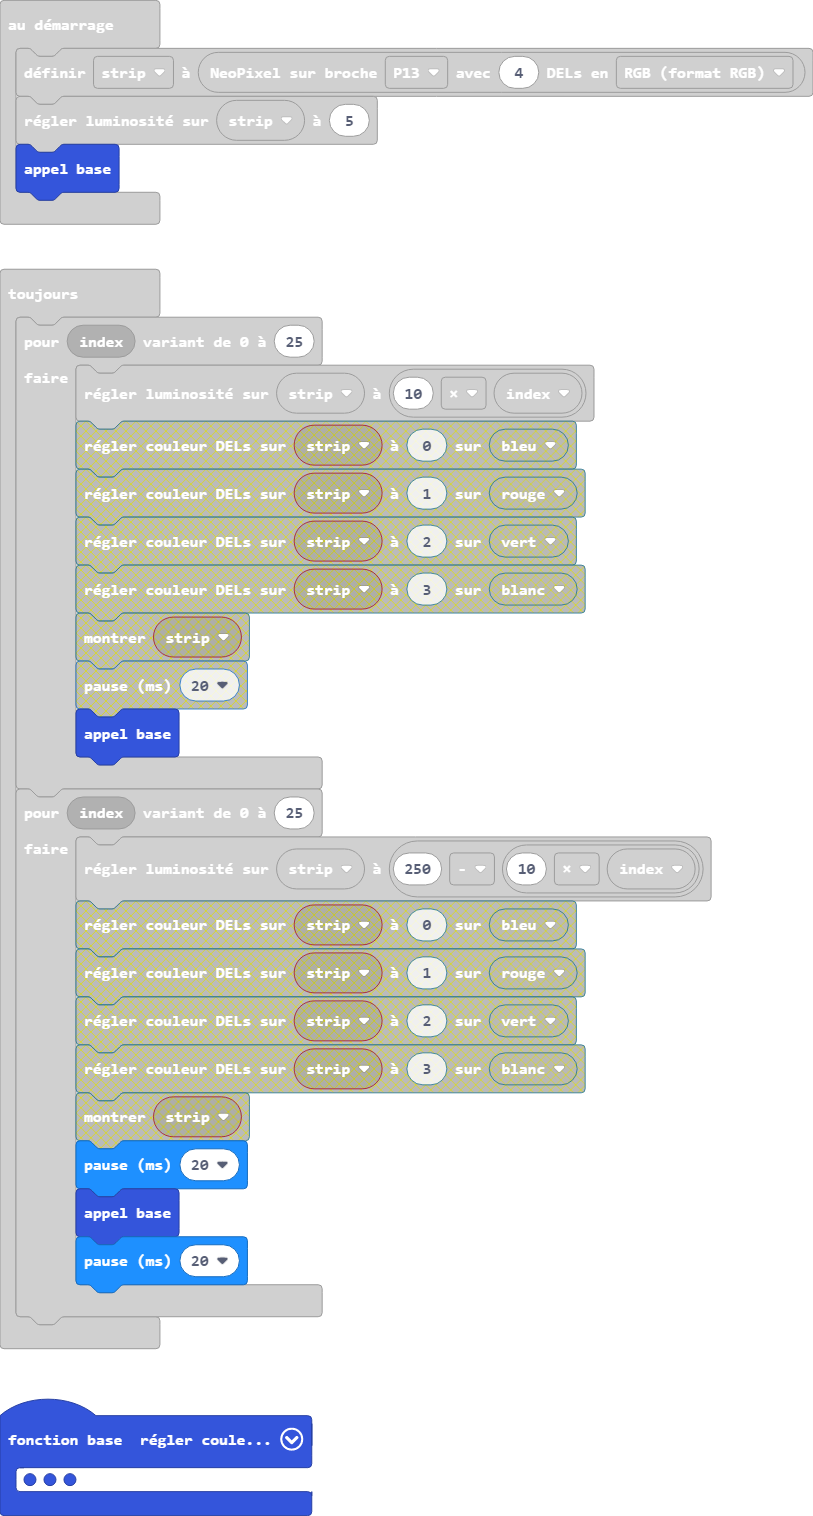 au démarrage
définir strip à NeoPixel sur broche P13 avec 4 DELs en RGB (format RGB)
régler luminosité sur strip à 5
appel base
toujours
pour index variant de 0 à 25
faire
régler luminosité sur strip à 10 × index
régler couleur DELs sur strip à 0 sur bleu
régler couleur DELs sur strip à 1 sur rouge
régler couleur DELs sur strip à 2 sur vert
régler couleur DELs sur strip à 3 sur blanc
montrer strip
pause (ms) 20
appel base
pour index variant de 0 à 25
faire
régler luminosité sur strip à 250 - 10 × index
régler couleur DELs sur strip à 0 sur bleu
régler couleur DELs sur strip à 1 sur rouge
régler couleur DELs sur strip à 2 sur vert
régler couleur DELs sur strip à 3 sur blanc
montrer strip
pause (ms) 20
appel base
pause (ms) 20
fonction base régler coule...